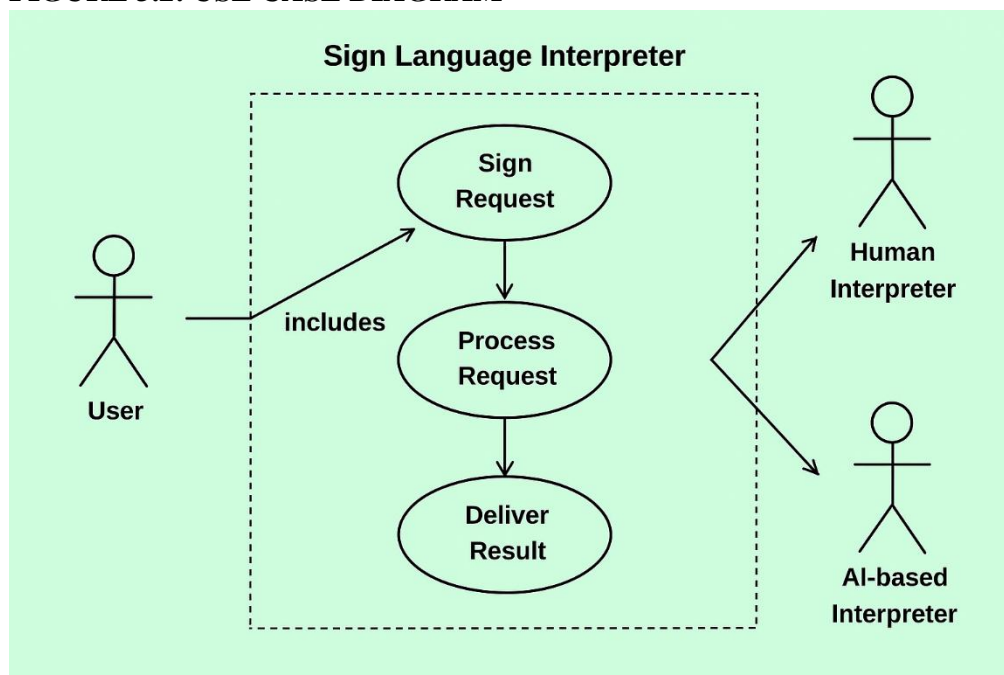 Sign Language Interpreter
Sign
Request
includes
Process
Request
Deliver
Result
User
Human
Interpreter
AI-based
Interpreter